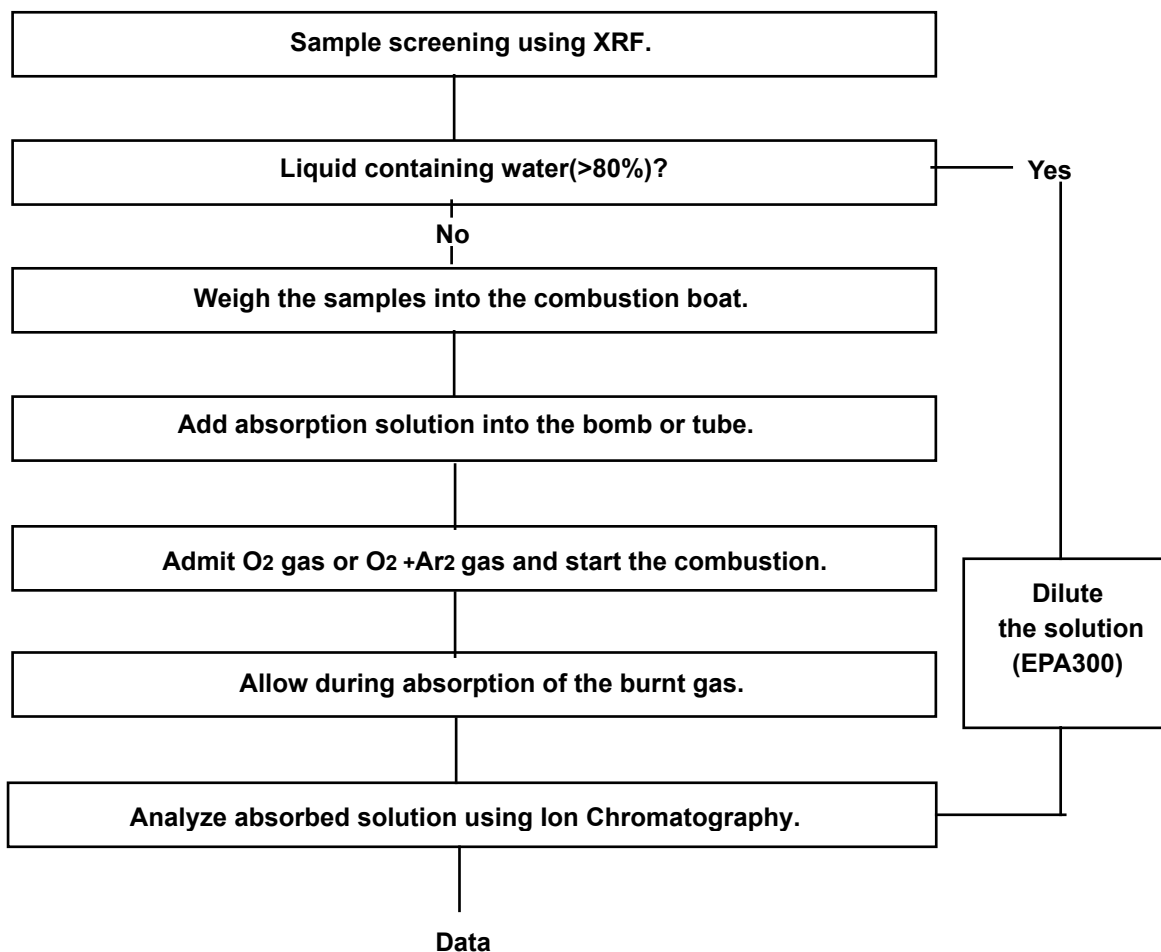 Sample screening using XRF.
Liquid containing water(>80%)?
Yes
No
Weigh the samples into the combustion boat.
Add absorption solution into the bomb or tube.
Admit O2 gas or O2 +Ar2 gas and start the combustion.
Dilute
the solution
(EPA300)
Allow during absorption of the burnt gas.
Analyze absorbed solution using Ion Chromatography.
Data